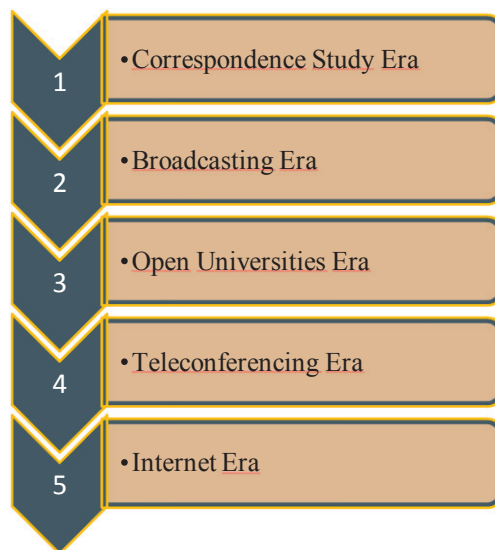 1
• Correspondence Study Era
2
• Broadcasting Era
3
• Open Universities Era
4
• Teleconferencing Era
5
• Internet Era